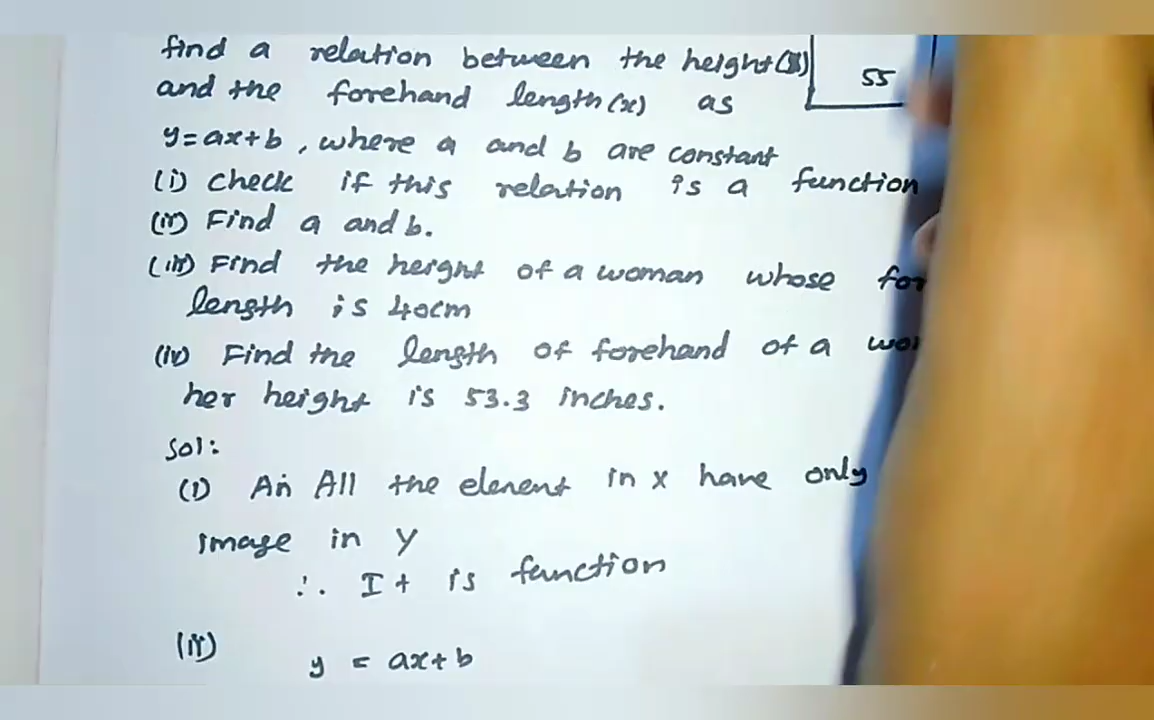 find a relation between the height
55
and the forehand length (x) as
y = ax + b , where a and b are constant
(i) Check if this relation is a function
(ii) Find a and b.
(iii) Find the height of a woman whose for
length is 40cm
(iv) Find the length of forehand of a wo
her height is 53.3 inches.
Sol:
(i) All the elenent in x have only
image in Y
∴ It is function
(ii)
y = ax + b